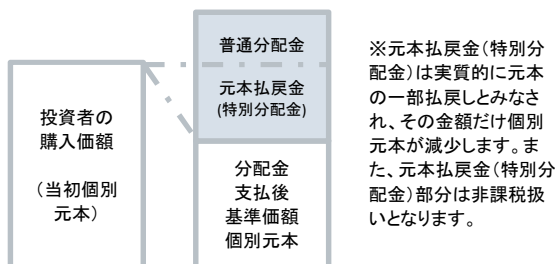 普通分配金
元本払戻金
(特別分配金)
投資者の
購入価額
(当初個別
元本)
分配金
支払後
基準価額
個別元本
※元本払戻金(特別分
配金)は実質的に元本
の一部払戻しとみなさ
れ、その金額だけ個別
元本が減少します。ま
た、元本払戻金(特別分
配金)部分は非課税扱
いとなります。